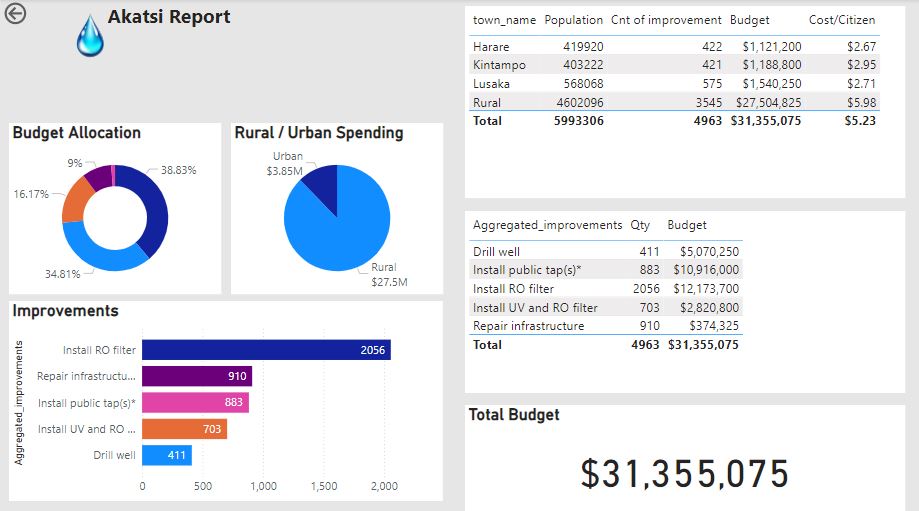 Akatsi Report
Budget Allocation
9%
38.83%
16.17%
34.81%
Rural / Urban Spending
Urban
$3.85M
Rural
$27.5M
Improvements
Aggregated_improvements
Install RO filter 2056
Repair infrastructu... 910
Install public tap(s)* 883
Install UV and RO ... 703
Drill well 411
0 500 1,000 1,500 2,000
town_name Population Cnt of improvement Budget Cost/Citizen
Harare 419920 422 $1,121,200 $2.67
Kintampo 403222 421 $1,188,800 $2.95
Lusaka 568068 575 $1,540,250 $2.71
Rural 4602096 3545 $27,504,825 $5.98
Total 5993306 4963 $31,355,075 $5.23
Aggregated_improvements Qty Budget
Drill well 411 $5,070,250
Install public tap(s)* 883 $10,916,000
Install RO filter 2056 $12,173,700
Install UV and RO filter 703 $2,820,800
Repair infrastructure 910 $374,325
Total 4963 $31,355,075
Total Budget
$31,355,075